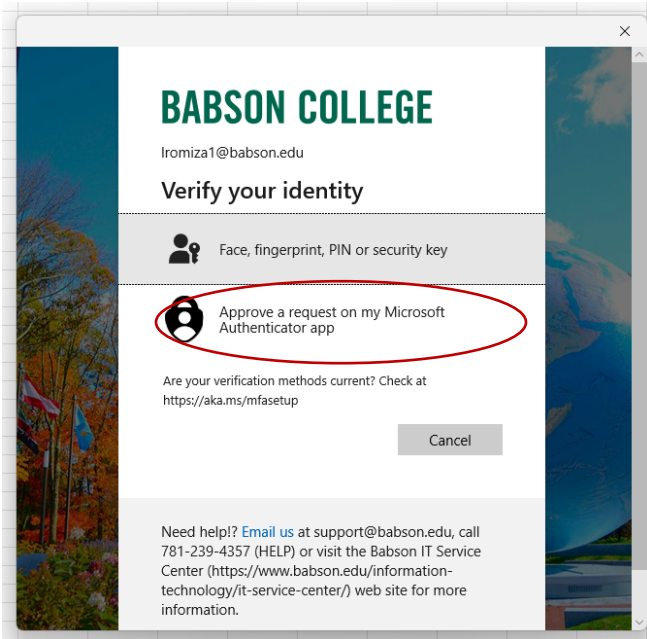 BABSON COLLEGE
lromiza1@babson.edu
Verify your identity
Face, fingerprint, PIN or security key
Approve a request on my Microsoft
Authenticator app
Are your verification methods current? Check at
https://aka.ms/mfasetup
Cancel
Need help!? Email us at support@babson.edu, call
781-239-4357 (HELP) or visit the Babson IT Service
Center (https://www.babson.edu/information-
technology/it-service-center/) web site for more
information.